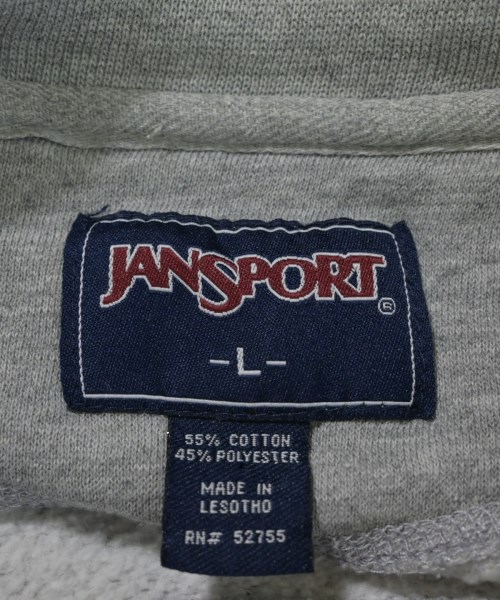 JANSPORT®
-L-
55% COTTON
45% POLYESTER
MADE IN
LESOTHO
RN# 52755